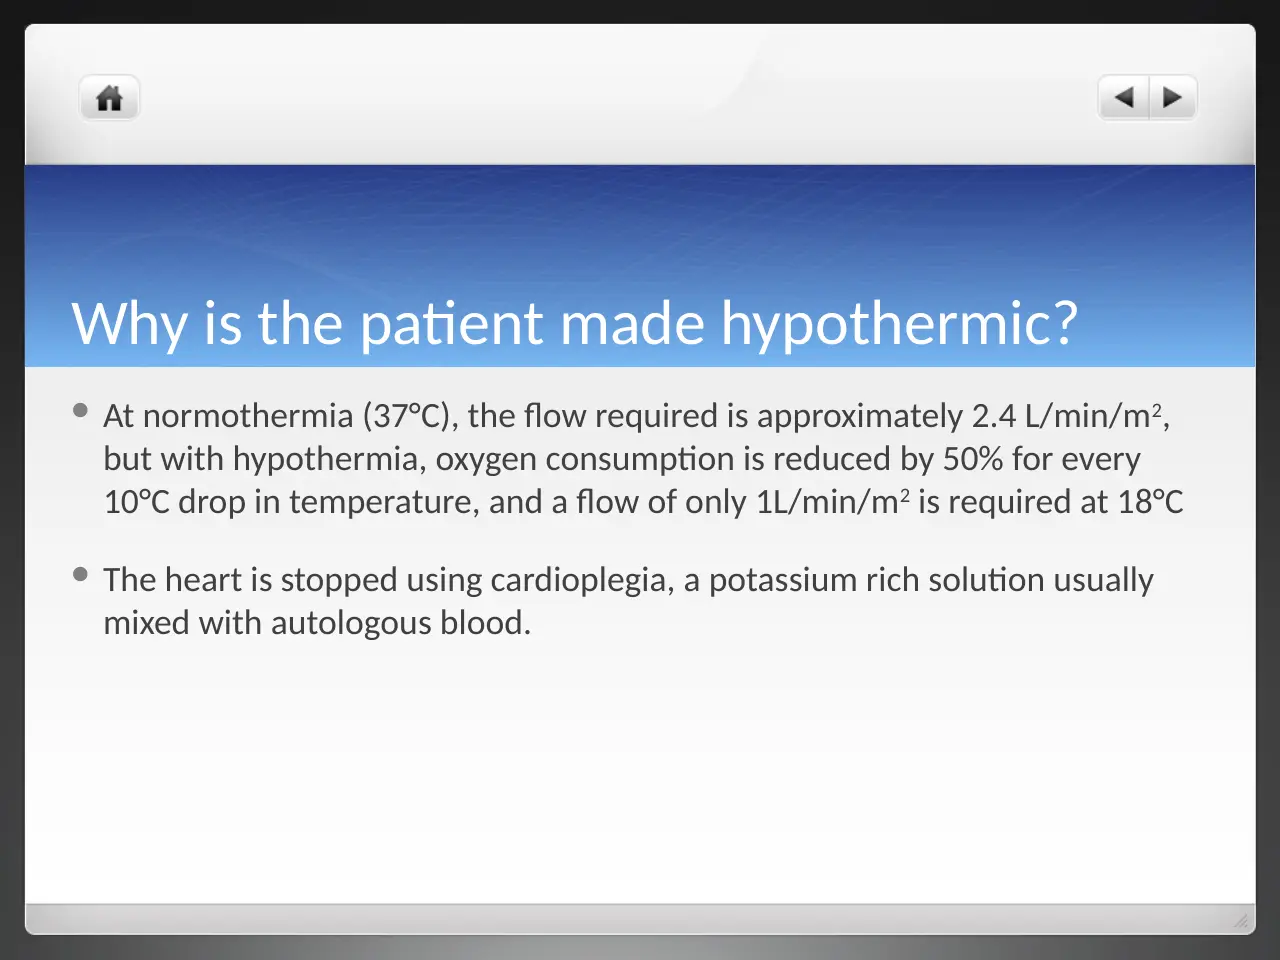 Why is the patient made hypothermic?
• At normothermia (37°C), the flow required is approximately 2.4 L/min/m²,
but with hypothermia, oxygen consumption is reduced by 50% for every
10°C drop in temperature, and a flow of only 1L/min/m² is required at 18°C
• The heart is stopped using cardioplegia, a potassium rich solution usually
mixed with autologous blood.